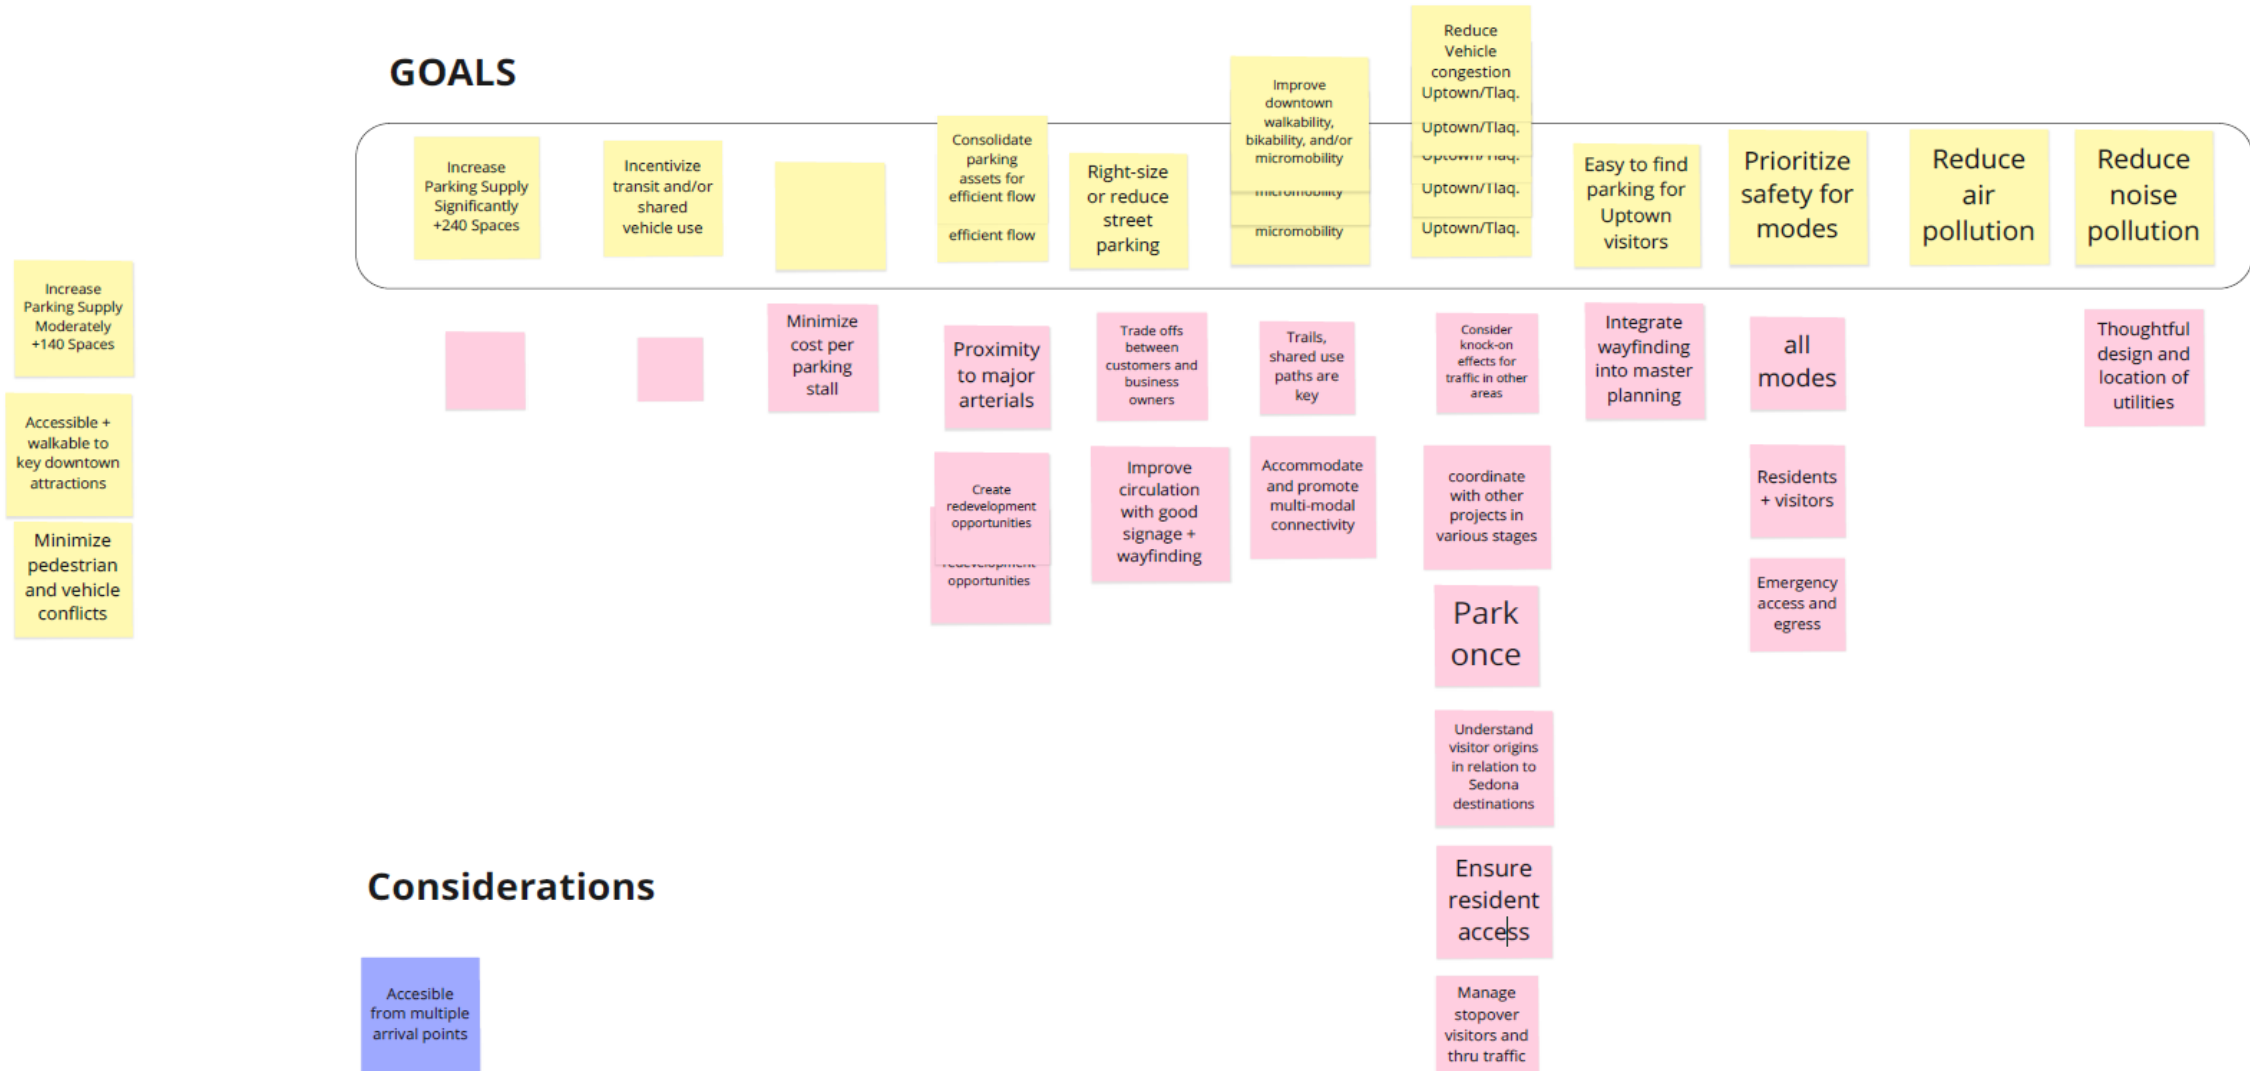 GOALS
Increase
Parking Supply
Significantly
+240 Spaces
Incentivize
transit and/or
shared
vehicle use
Consolidate
parking
assets for
efficient flow
efficient flow
Right-size
or reduce
street
parking
Improve
downtown
walkability,
bikability, and/or
micromobility
micromobility
micromobility
Reduce
Vehicle
congestion
Uptown/Tlaq.
Uptown/Tlaq.
Uptown/Tlaq.
Uptown/Tlaq.
Uptown/Tlaq.
Easy to find
parking for
Uptown
visitors
Prioritize
safety for
modes
Reduce
air
pollution
Reduce
noise
pollution
Increase
Parking Supply
Moderately
+140 Spaces
Accessible +
walkable to
key downtown
attractions
Minimize
pedestrian
and vehicle
conflicts
Minimize
cost per
parking
stall
Proximity
to major
arterials
Create
redevelopment
opportunities
redevelopment
opportunities
Trade offs
between
customers and
business
owners
Improve
circulation
with good
signage +
wayfinding
Trails,
shared use
paths are
key
Accommodate
and promote
multi-modal
connectivity
Consider
knock-on
effects for
traffic in other
areas
coordinate
with other
projects in
various stages
Park
once
Understand
visitor origins
in relation to
Sedona
destinations
Ensure
resident
access
Manage
stopover
visitors and
thru traffic
Integrate
wayfinding
into master
planning
all
modes
Residents
+ visitors
Emergency
access and
egress
Thoughtful
design and
location of
utilities
Considerations
Accesible
from multiple
arrival points